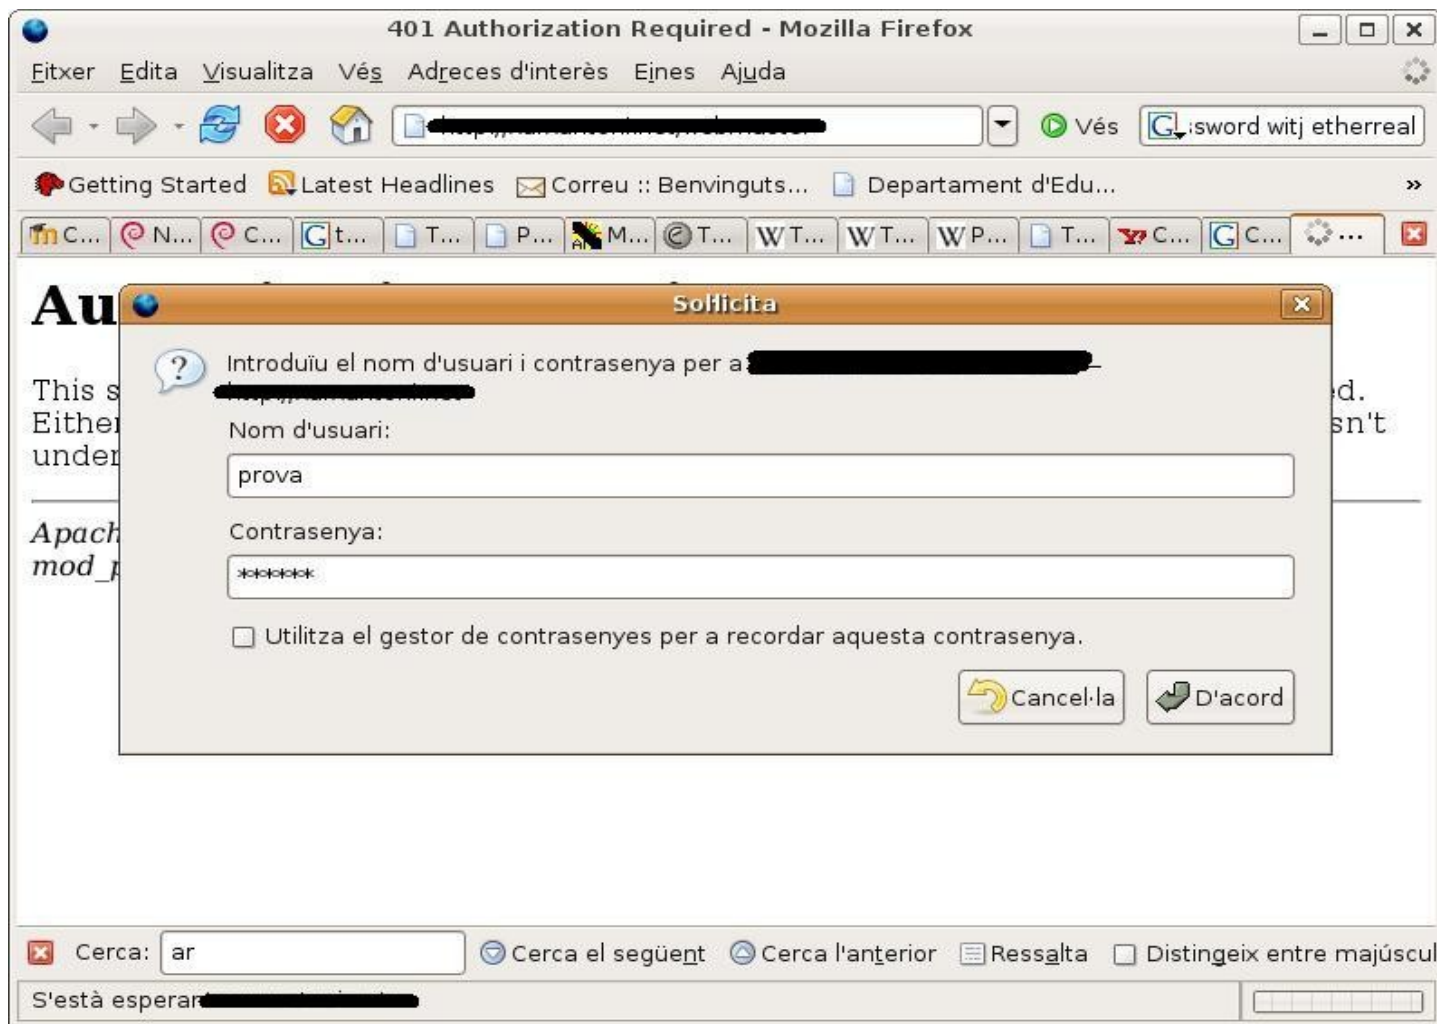 401 Authorization Required - Mozilla Firefox
Fitxer Edita Visualitza Vés Adreces d'interès Eines Ajuda
Vés sword witj etherreal
Getting Started Latest Headlines Correu :: Benvinguts... Departament d'Edu... »
C... N... C... t... T... P... M... T... T... T... P... T... C... C... ...
Au
Sol·licita
Introduïu el nom d'usuari i contrasenya per a
This s
d.
Either
sn't
Nom d'usuari:
under
prova
Apach
Contrasenya:
mod_p
******
Utilitza el gestor de contrasenyes per a recordar aquesta contrasenya.
Cancel·la D'acord
Cerca: ar Cerca el següent Cerca l'anterior Ressalta Distingeix entre majúscul
S'està esperant